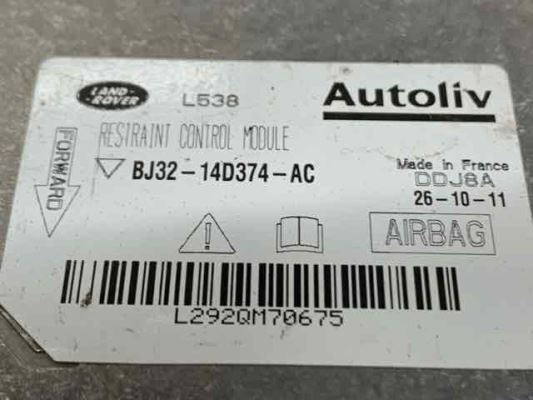 LAND-
-ROVER
L538
Autoliv
RESTRAINT CONTROL MODULE
BJ32-14D374-AC
Made in France
DDJ8A
26-10-11
FORWARD
AIRBAG
L292QM70675